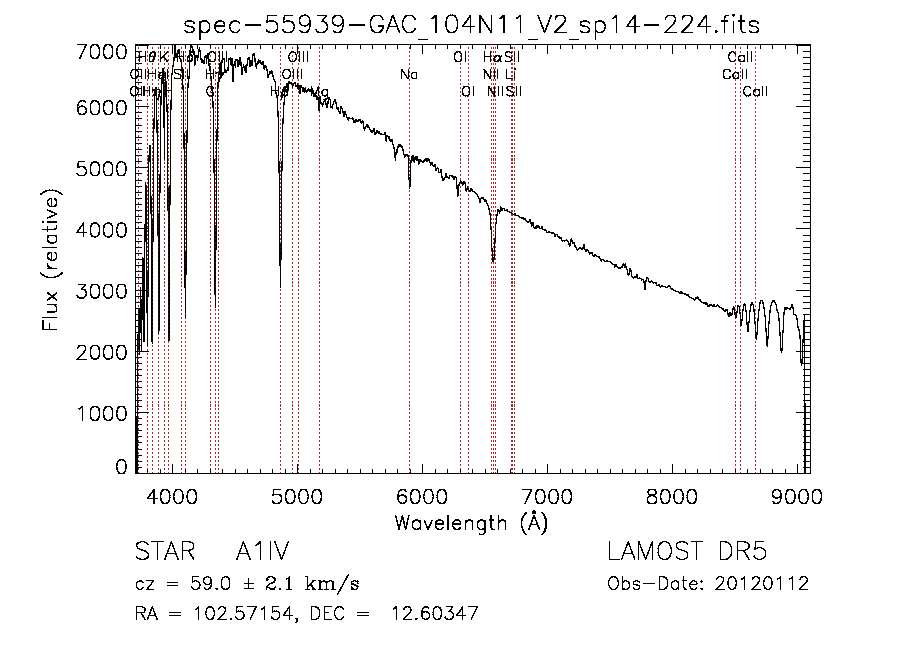 spec-55939-GAC_104N11_V2_sp14-224.fits
7000
6000
5000
4000
3000
2000
1000
0
Flux (relative)
OIII Hα SII CaII
OIII Na NII Li CaII
Mg OI NII SII CaII
4000 5000 6000 7000 8000 9000
Wavelength (Å)
STAR A1IV LAMOST DR5
cz = 59.0 ± 2.1 km/s Obs-Date: 20120112
RA = 102.57154, DEC = 12.60347